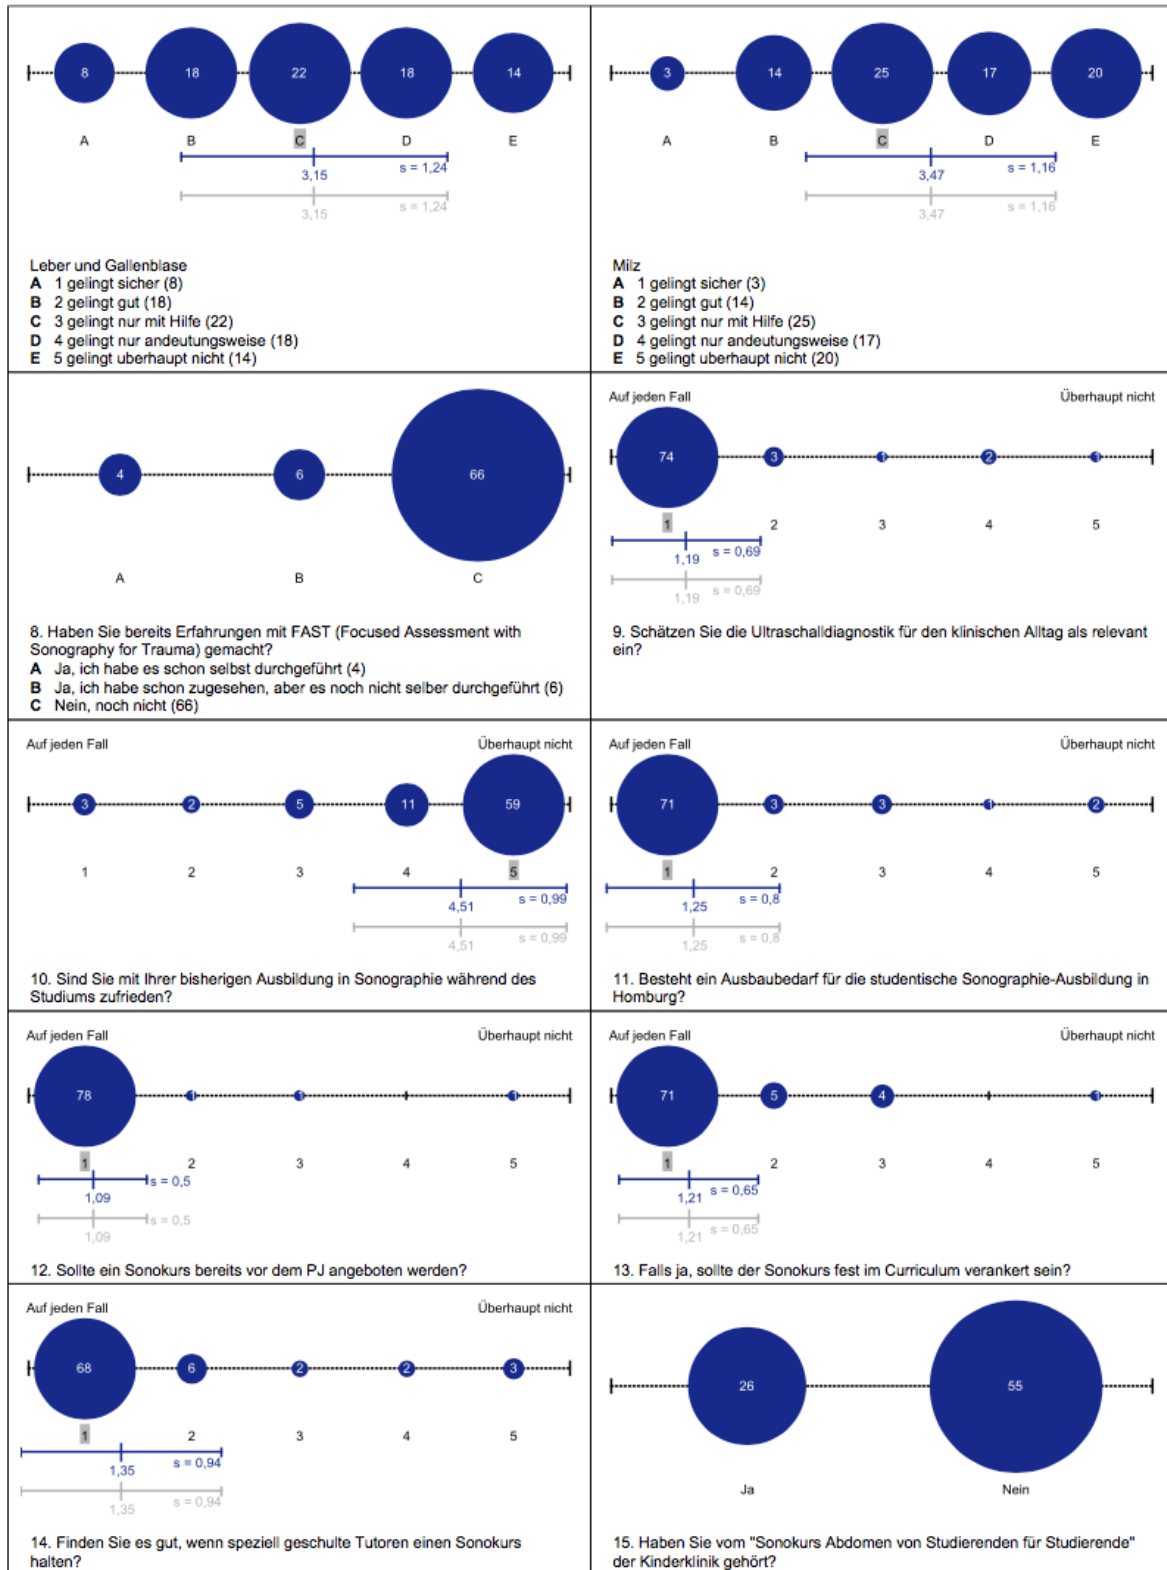 8 18 22 18 14
A B C D E
s = 1,24
3,15
s = 1,24
3,15
Leber und Gallenblase
A 1 gelingt sicher (8)
B 2 gelingt gut (18)
C 3 gelingt nur mit Hilfe (22)
D 4 gelingt nur andeutungsweise (18)
E 5 gelingt uberhaupt nicht (14)
3 14 25 17 20
A B C D E
s = 1,16
3,47
s = 1,16
3,47
Milz
A 1 gelingt sicher (3)
B 2 gelingt gut (14)
C 3 gelingt nur mit Hilfe (25)
D 4 gelingt nur andeutungsweise (17)
E 5 gelingt uberhaupt nicht (20)
4 6 66
A B C
8. Haben Sie bereits Erfahrungen mit FAST (Focused Assessment with
Sonography for Trauma) gemacht?
A Ja, ich habe es schon selbst durchgeführt (4)
B Ja, ich habe schon zugesehen, aber es noch nicht selber durchgeführt (6)
C Nein, noch nicht (66)
Auf jeden Fall Überhaupt nicht
74 3 1 2 1
1 2 3 4 5
s = 0,69
1,19
s = 0,69
1,19
9. Schätzen Sie die Ultraschalldiagnostik für den klinischen Alltag als relevant
ein?
Auf jeden Fall Überhaupt nicht
3 2 5 11 59
1 2 3 4 5
s = 0,99
4,51
s = 0,99
4,51
10. Sind Sie mit Ihrer bisherigen Ausbildung in Sonographie während des
Studiums zufrieden?
Auf jeden Fall Überhaupt nicht
71 3 3 1 2
1 2 3 4 5
s = 0,8
1,25
s = 0,8
1,25
11. Besteht ein Ausbaubedarf für die studentische Sonographie-Ausbildung in
Homburg?
Auf jeden Fall Überhaupt nicht
78 1 1 1
1 2 3 4 5
s = 0,5
1,09
s = 0,5
1,09
12. Sollte ein Sonokurs bereits vor dem PJ angeboten werden?
Auf jeden Fall Überhaupt nicht
71 5 4 1
1 2 3 4 5
s = 0,65
1,21
s = 0,65
1,21
13. Falls ja, sollte der Sonokurs fest im Curriculum verankert sein?
Auf jeden Fall Überhaupt nicht
68 6 2 2 3
1 2 3 4 5
s = 0,94
1,35
s = 0,94
1,35
14. Finden Sie es gut, wenn speziell geschulte Tutoren einen Sonokurs
halten?
26 55
Ja Nein
15. Haben Sie vom "Sonokurs Abdomen von Studierenden für Studierende"
der Kinderklinik gehört?